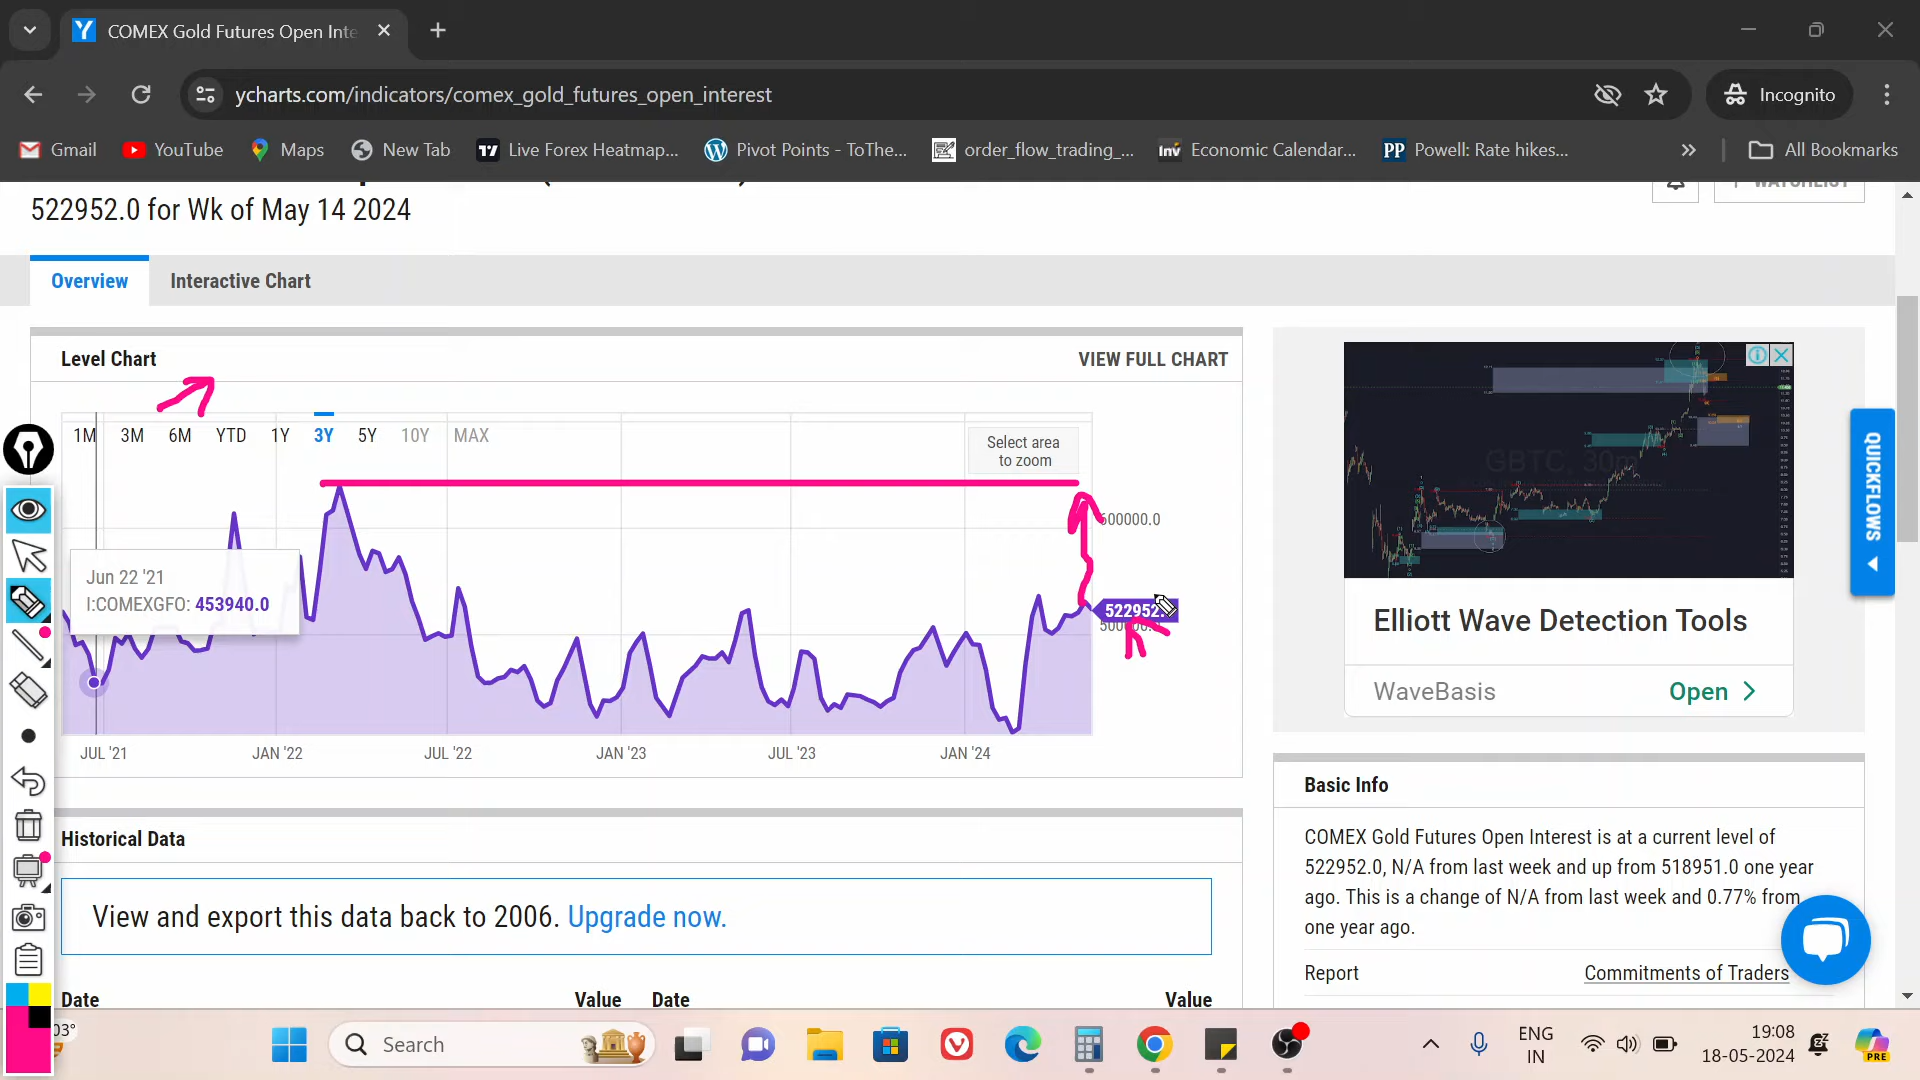 COMEX Gold Futures Open Inte
ycharts.com/indicators/comex_gold_futures_open_interest
Incognito
Gmail
YouTube
Maps
New Tab
Live Forex Heatmap...
Pivot Points - ToThe...
order_flow_trading_...
Economic Calendar...
Powell: Rate hikes...
All Bookmarks
WATCHLIST
522952.0 for Wk of May 14 2024
Overview
Interactive Chart
Level Chart
VIEW FULL CHART
1M 3M 6M YTD 1Y 3Y 5Y 10Y MAX
Select area
to zoom
600000.0
Jun 22 '21
I:COMEXGFO: 453940.0
522952.
JUL '21 JAN '22 JUL '22 JAN '23 JUL '23 JAN '24
Historical Data
View and export this data back to 2006. Upgrade now.
Date Value Date Value
GBTC, 30m
Elliott Wave Detection Tools
WaveBasis
Open
QUICKFLOWS
Basic Info
COMEX Gold Futures Open Interest is at a current level of
522952.0, N/A from last week and up from 518951.0 one year
ago. This is a change of N/A from last week and 0.77% from
one year ago.
Report Commitments of Traders
03°
Search
ENG
IN
19:08
18-05-2024
PRE